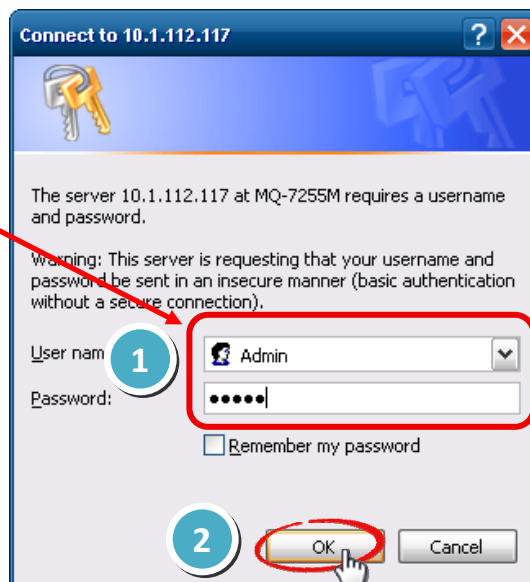 Connect to 10.1.112.117
?
The server 10.1.112.117 at MQ-7255M requires a username
and password.
Warning: This server is requesting that your username and
password be sent in an insecure manner (basic authentication
without a secure connection).
User nam
1
Admin
Password:
•••••
Remember my password
2
OK
Cancel